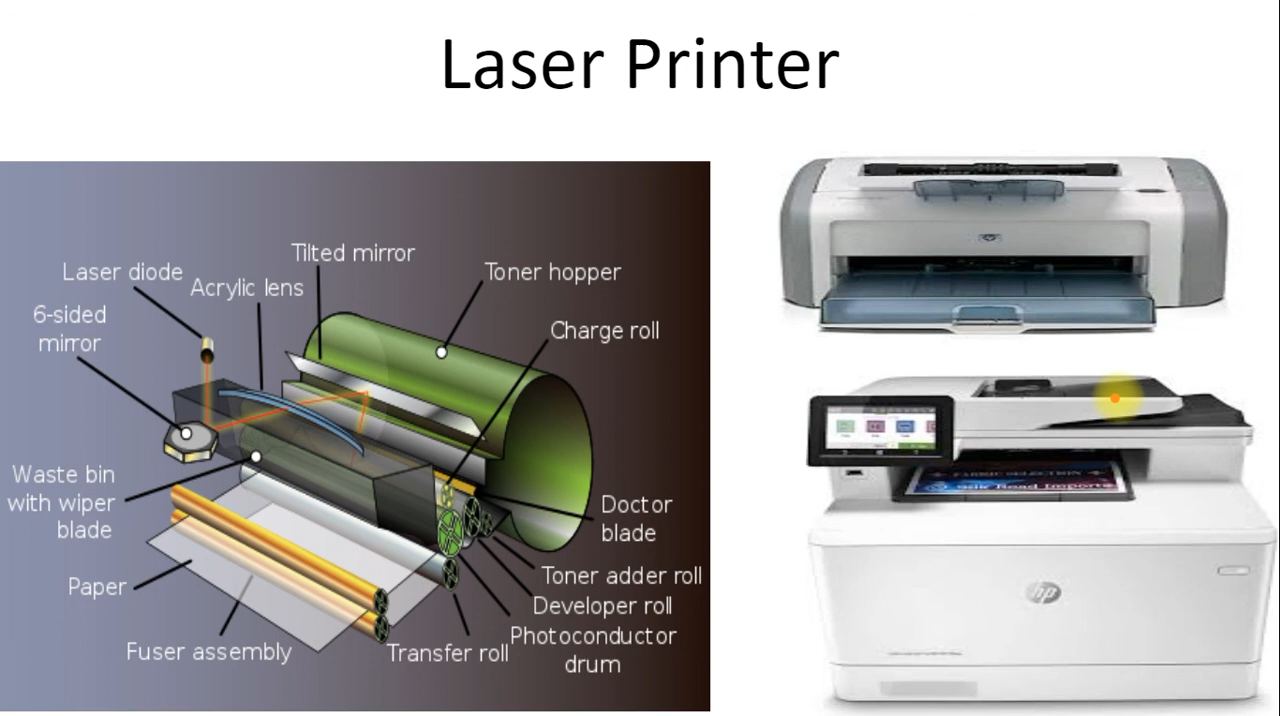 Laser Printer
Tilted mirror
Laser diode
Acrylic lens
Toner hopper
6-sided
mirror
Charge roll
Waste bin
with wiper
blade
Doctor
blade
Paper
Toner adder roll
Developer roll
Photoconductor
drum
Fuser assembly
Transfer roll
hp